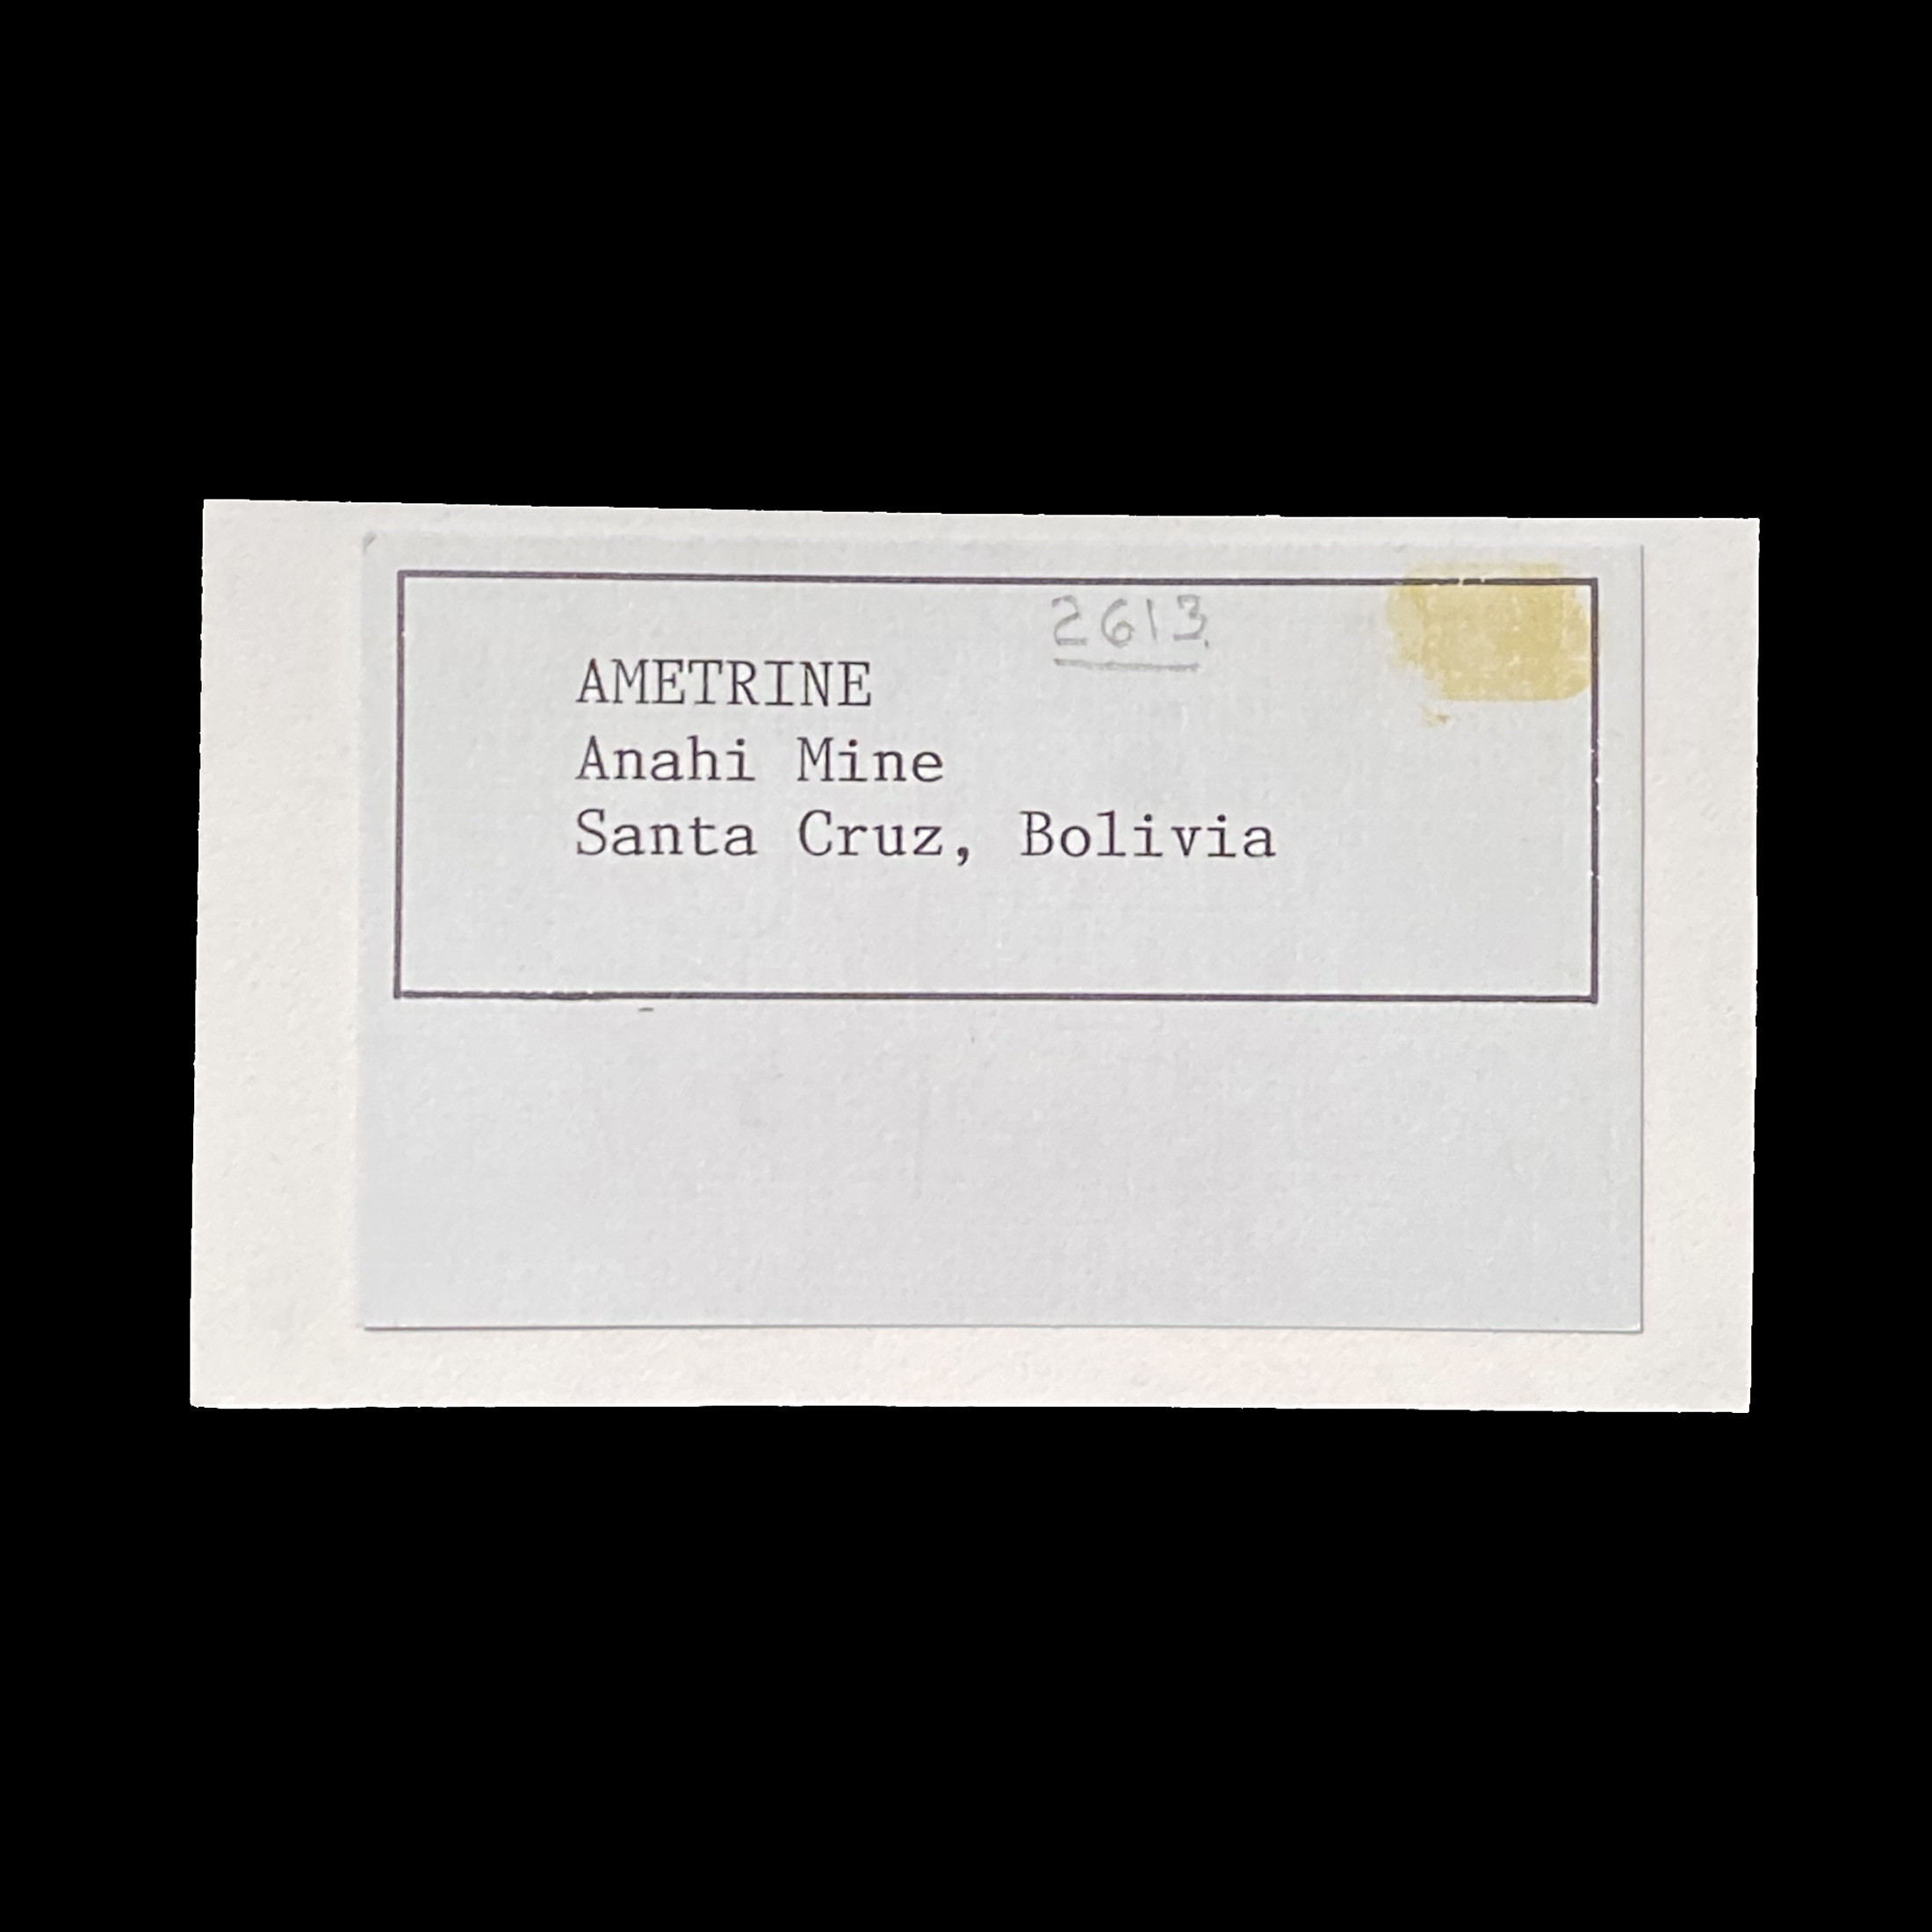 2613
AMETRINE
Anahi Mine
Santa Cruz, Bolivia